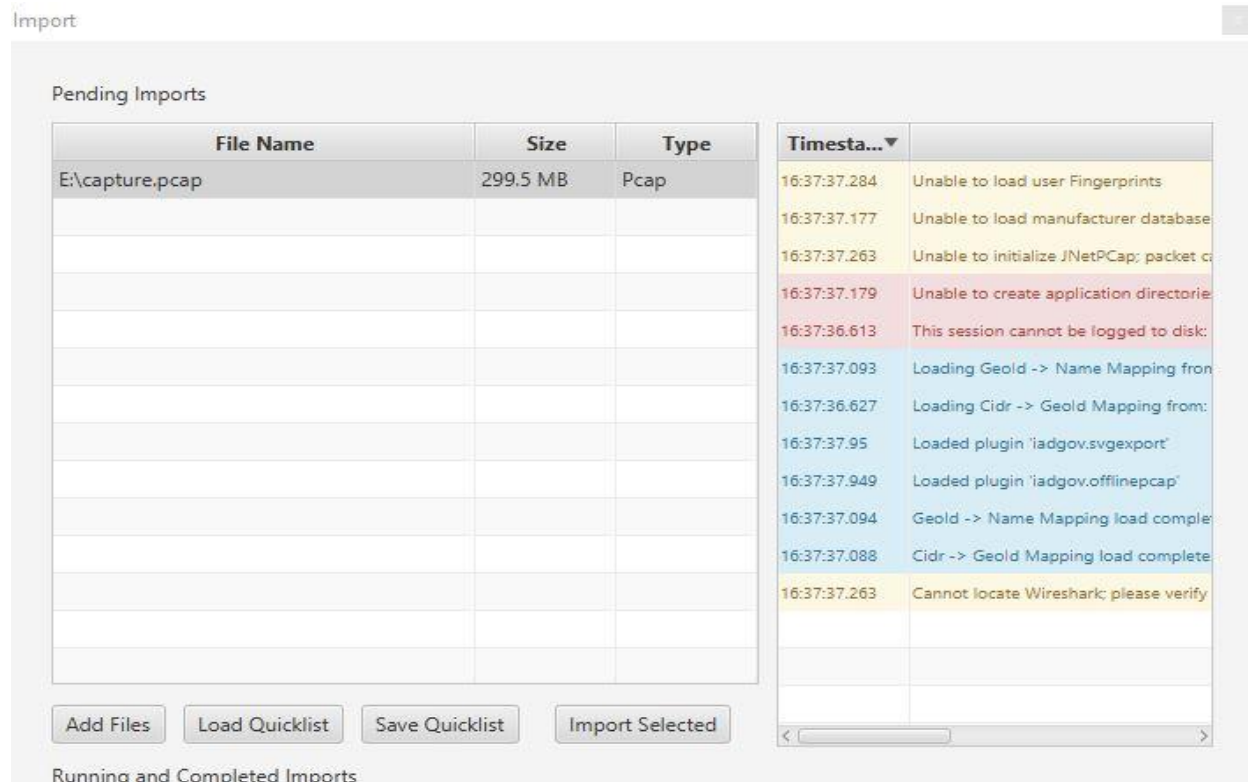 Import
Pending Imports
File Name Size Type
E:\capture.pcap 299.5 MB Pcap
Timesta...
16:37:37.284 Unable to load user Fingerprints
16:37:37.177 Unable to load manufacturer database
16:37:37.263 Unable to initialize JNetPCap; packet
16:37:37.179 Unable to create application
16:37:36.613 This session cannot be logged to disk:
16:37:37.093 Loading GeoId -> Name Mapping
16:37:36.627 Loading Cidr -> GeoId Mapping from:
16:37:37.95 Loaded plugin 'iadgov.svgexport'
16:37:37.949 Loaded plugin 'iadgov.offlinepcap'
16:37:37.094 GeoId -> Name Mapping load
16:37:37.088 Cidr -> GeoId Mapping load complete
16:37:37.263 Cannot locate Wireshark; please verify
Add Files Load Quicklist Save Quicklist Import Selected
Running and Completed Imports